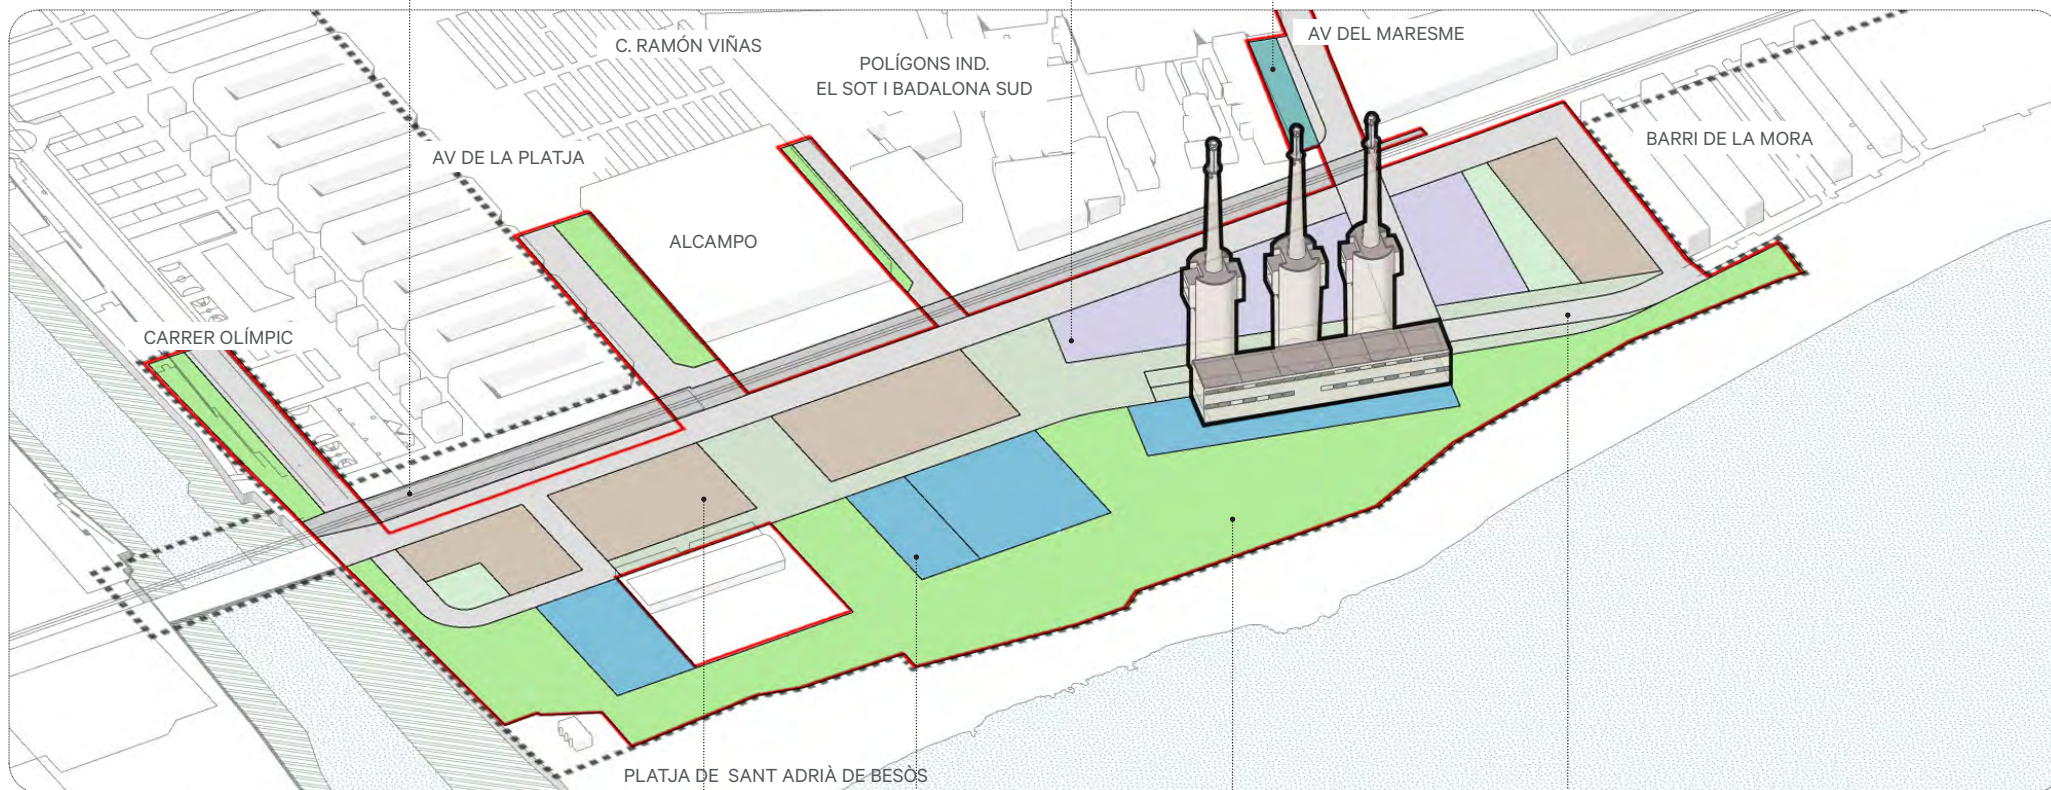 C. RAMÓN VIÑAS
POLÍGONS IND.
EL SOT I BADALONA SUD
AV DEL MARESME
AV DE LA PLATJA
BARRI DE LA MORA
ALCAMPO
CARRER OLÍMPIC
PLATJA DE SANT ADRIÀ DE BESÒS